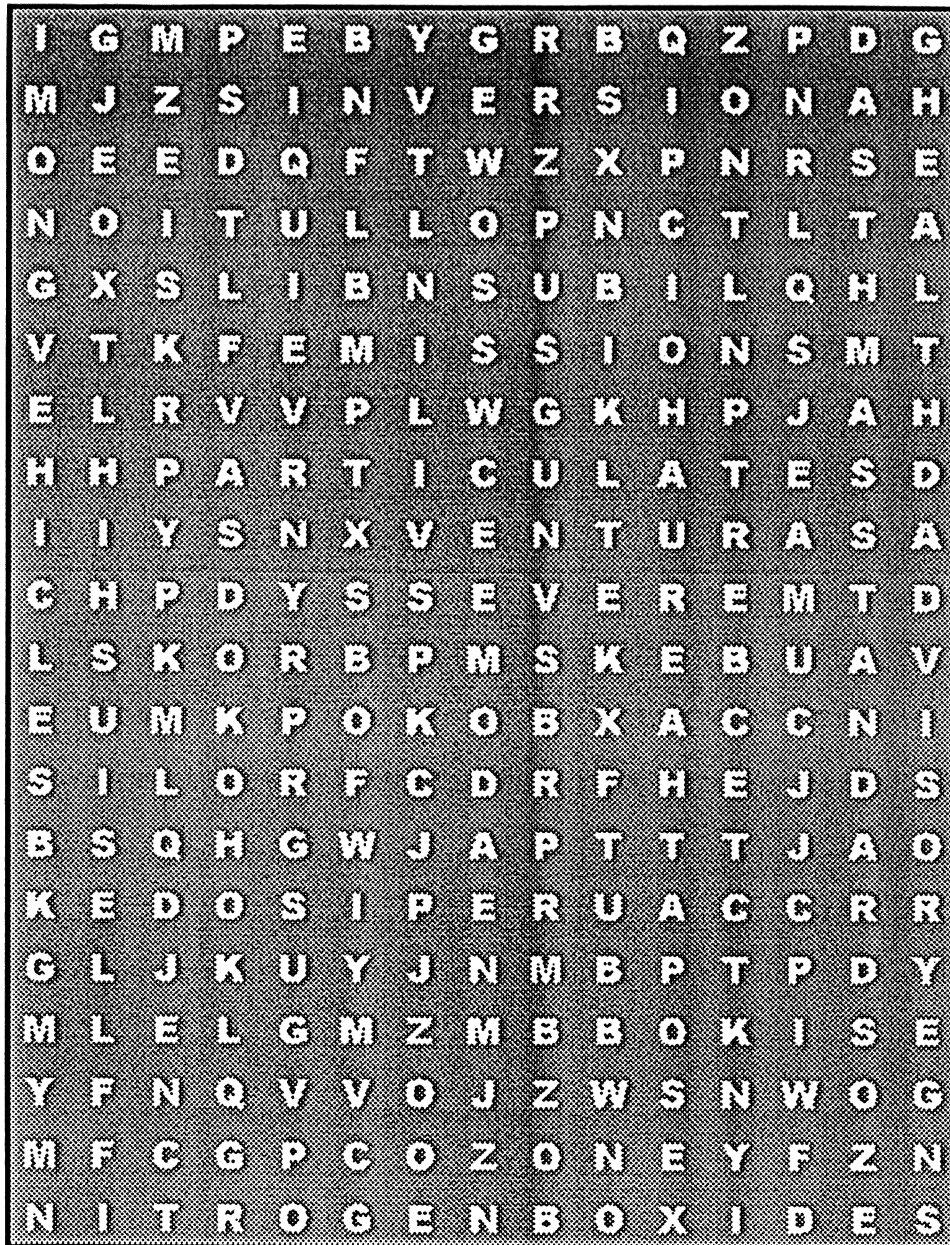 I G M P E B Y G R B Q Z P D G
M J Z S I N V E R S I O N A H
O E E D Q F T W Z X P N R S E
N O I T U L L O P N C T L T A
G X S L I B N S U B I L Q H L
V T K F E M I S S I O N S M T
E L R V V P L W G K H P J A H
H H P A R T I C U L A T E S D
I I Y S N X V E N T U R A S A
C H P D Y S S E V E R E M T D
L S K O R B P M S K E B U A V
E U M K P O K O B X A C C N I
S I L O R F C D R F H E J D S
B S Q H G W J A P T T T J A O
K E D O S I P E R U A C C R R
G L J K U Y J N M B P T P D Y
M L E L G M Z M B B O K I S E
Y F N Q V V O J Z W S N W O G
M F C G P C O Z O N E Y F Z N
N I T R O G E N B O X I D E S